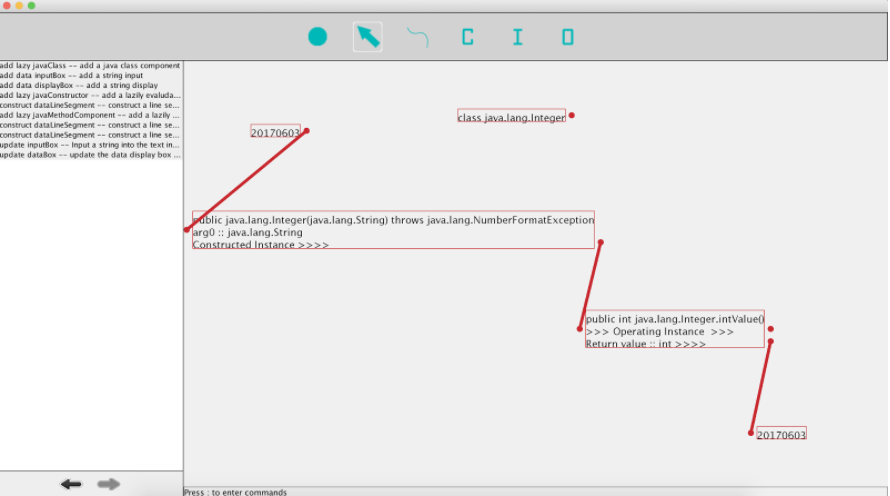 C I O
add lazy javaClass -- add a java class component
add data inputBox -- add a string input
add data displayBox -- add a string display
add lazy javaConstructor -- add a lazily evaluda...
construct dataLineSegment -- construct a line se...
add lazy javaMethodComponent -- add a lazily ...
construct dataLineSegment -- construct a line se...
construct dataLineSegment -- construct a line se...
update inputBox -- Input a string into the text in...
update dataBox -- update the data display box ...
class java.lang.Integer
20170603
public java.lang.Integer(java.lang.String) throws java.lang.NumberFormatException
arg0 :: java.lang.String
Constructed Instance >>>>
public int java.lang.Integer.intValue()
>>> Operating Instance >>>
Return value :: int >>>>
20170603
Press : to enter commands